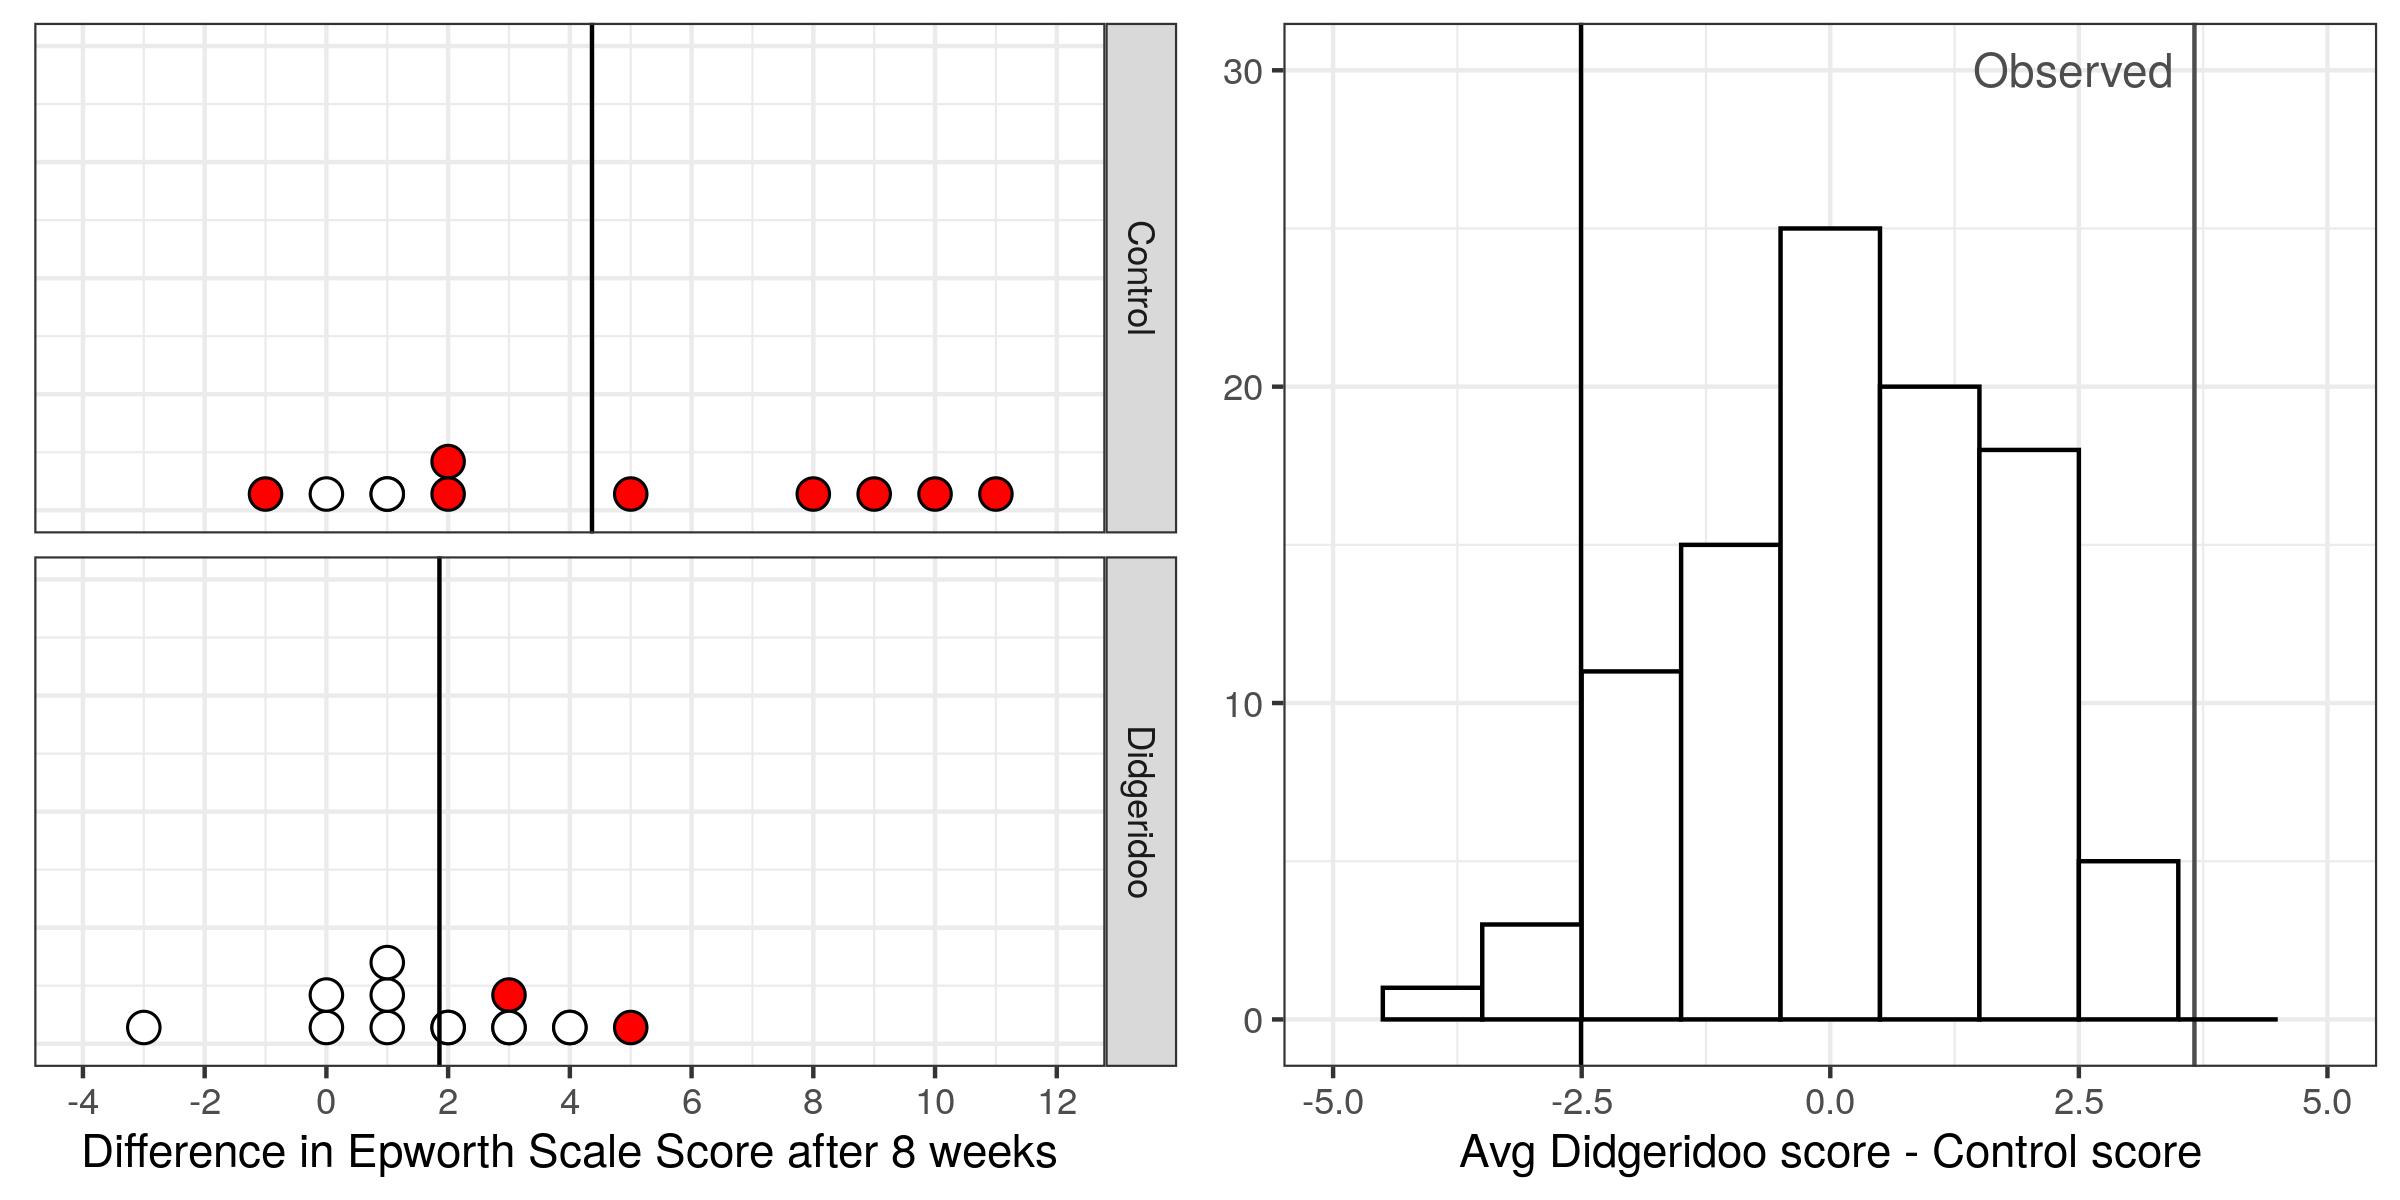 Control
Didgeridoo
-4 -2 0 2 4 6 8 10 12
Difference in Epworth Scale Score after 8 weeks
Observed
30
20
10
0
-5.0 -2.5 0.0 2.5 5.0
Avg Didgeridoo score - Control score